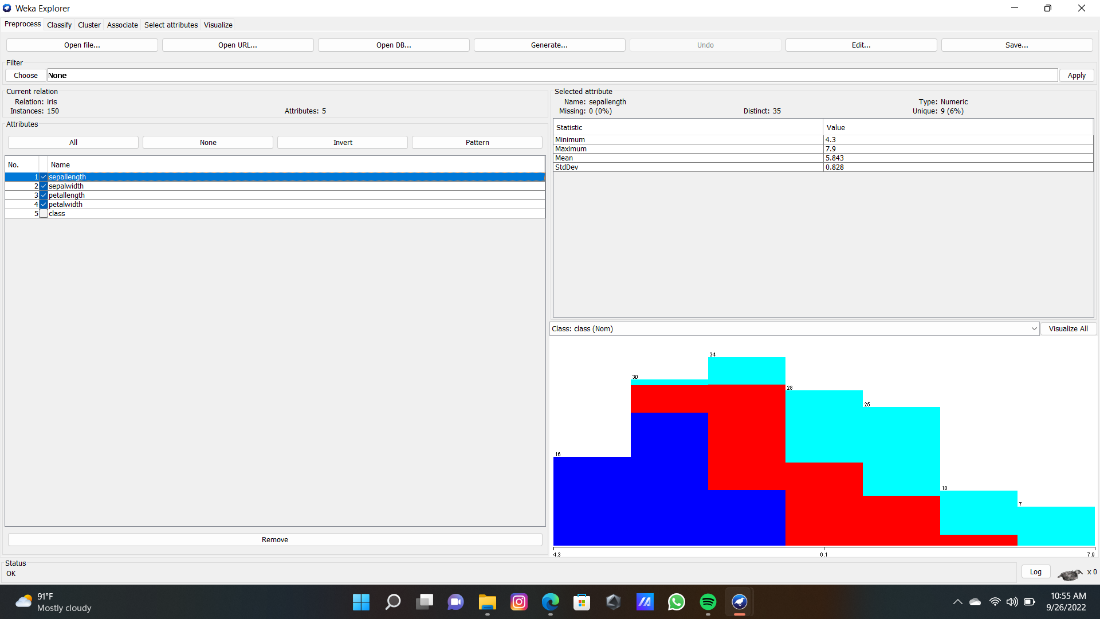 Weka Explorer
Preprocess Classify Cluster Associate Select attributes Visualize
Open file... Open URL... Open DB... Generate... Undo Edit... Save...
Filter
Choose None Apply
Current relation
Relation: iris
Instances: 150 Attributes: 5
Attributes
All None Invert Pattern
No. Name
1 sepallength
2 sepalwidth
3 petallength
4 petalwidth
5 class
Remove
Selected attribute
Name: sepallength Type: Numeric
Missing: 0 (0%) Distinct: 35 Unique: 9 (6%)
Statistic Value
Minimum 4.3
Maximum 7.9
Mean 5.843
StdDev 0.828
Class: class (Nom) Visualize All
16 30 34 28 25 10 7
4.3 6.1 7.9
Status
OK
Log x 0
91°F
Mostly cloudy
10:55 AM
9/26/2022